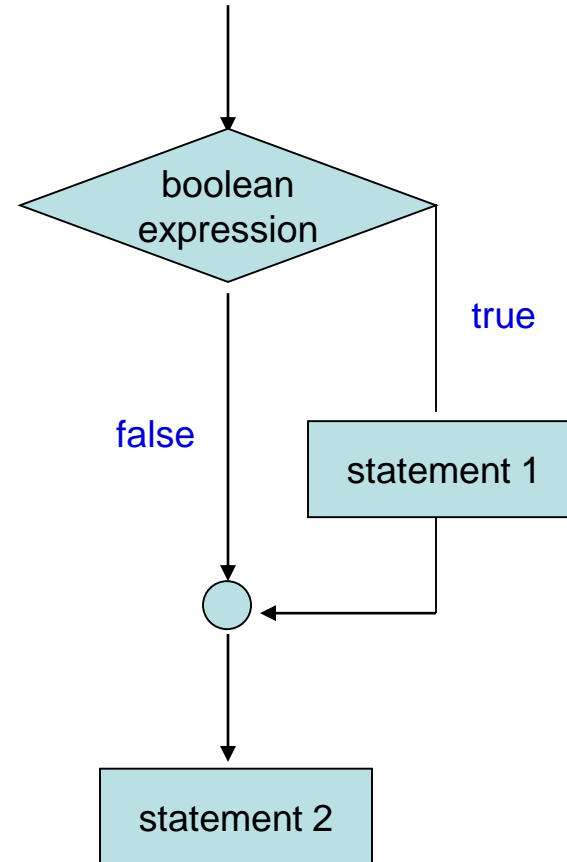 boolean
expression
true
false
statement 1
statement 2